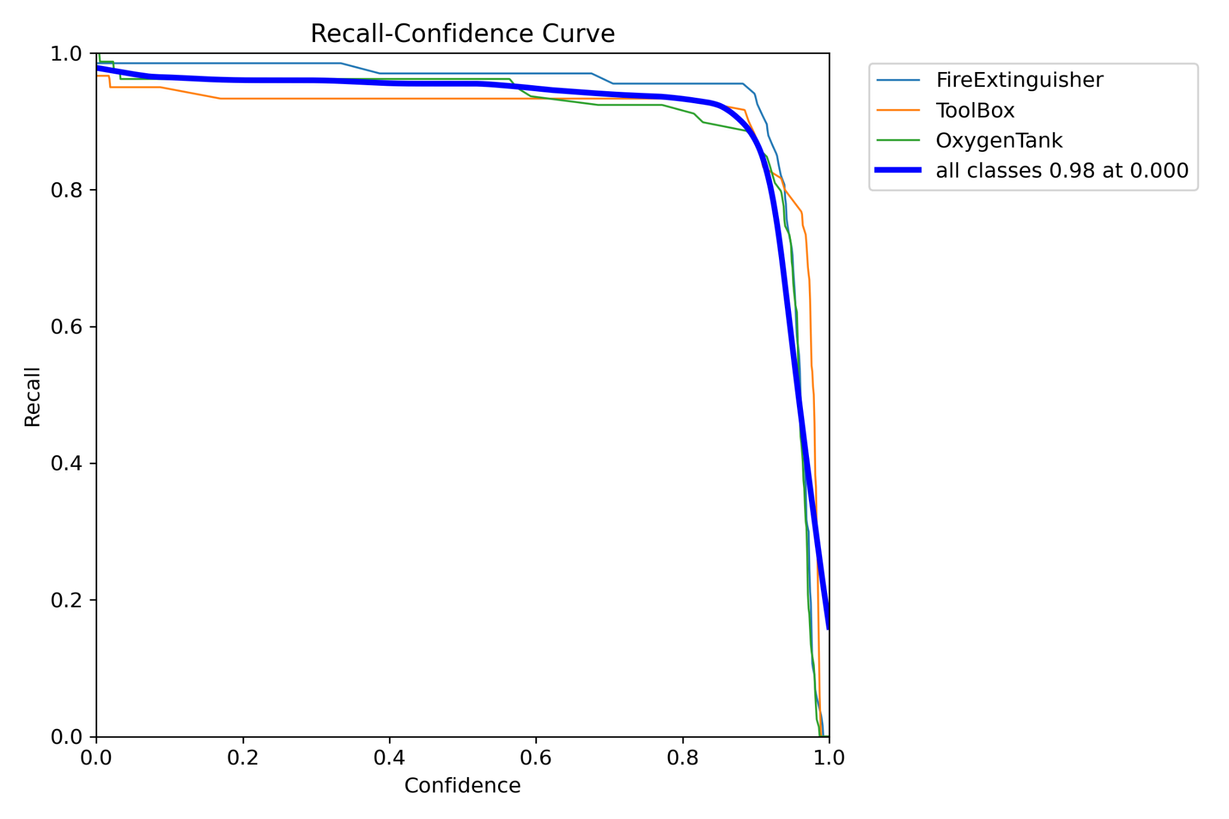 Recall-Confidence Curve
1.0
0.8
0.6
0.4
0.2
0.0
Recall
0.0 0.2 0.4 0.6 0.8 1.0
Confidence
FireExtinguisher
ToolBox
OxygenTank
all classes 0.98 at 0.000